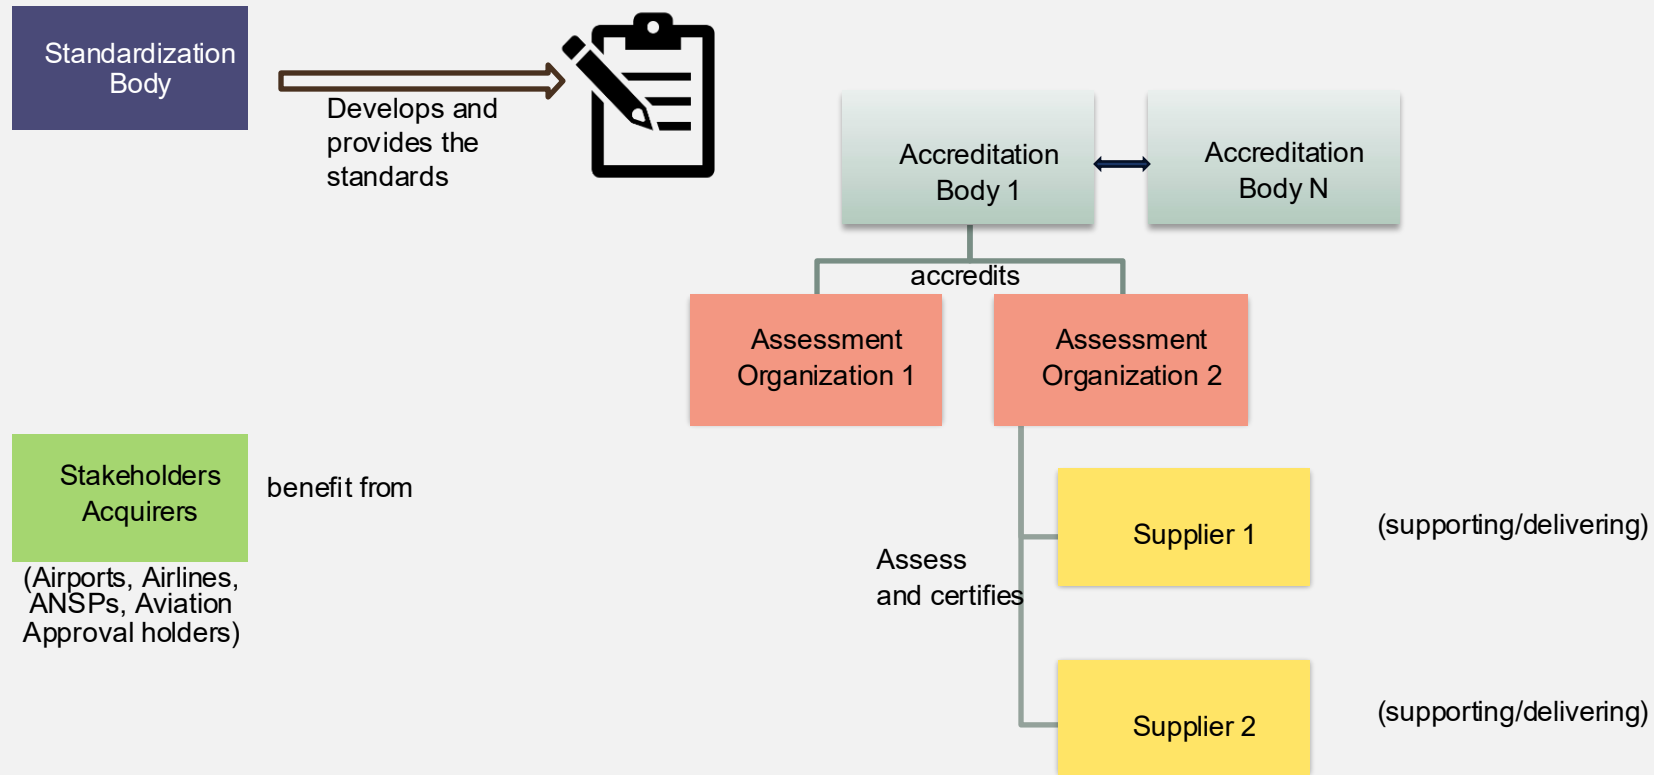 Standardization
Body
Develops and
provides the
standards
Accreditation
Body 1
Accreditation
Body N
accredits
Assessment
Organization 1
Assessment
Organization 2
Stakeholders
Acquirers
benefit from
(Airports, Airlines,
ANSPs, Aviation
Approval holders)
Assess
and certifies
Supplier 1
(supporting/delivering)
Supplier 2
(supporting/delivering)